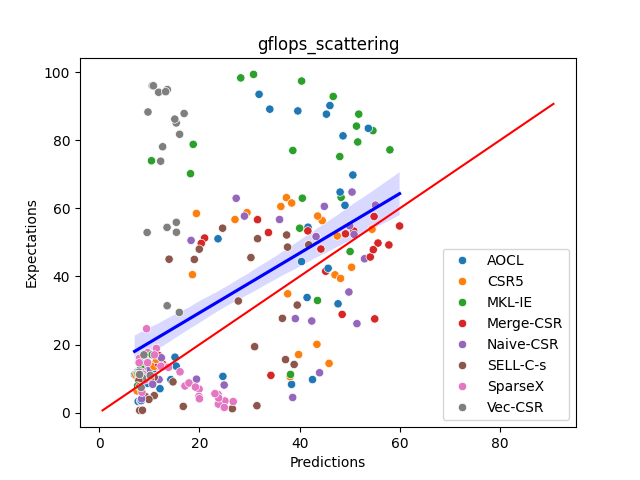 gflops_scattering
100
80
60
40
20
0
Expectations
0 20 40 60 80
Predictions
AOCL
CSR5
MKL-IE
Merge-CSR
Naive-CSR
SELL-C-s
SparseX
Vec-CSR